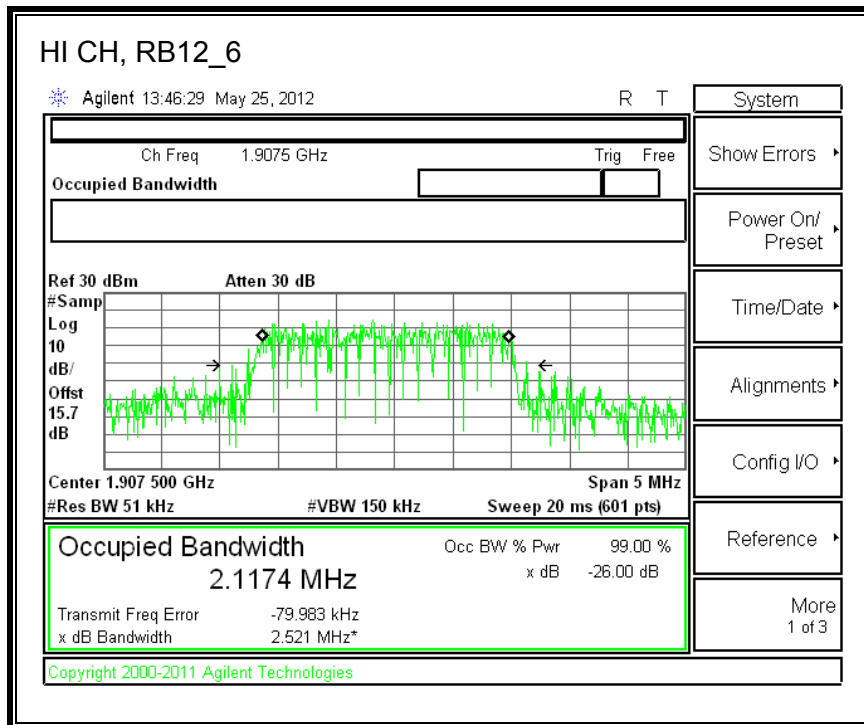 HI CH, RB12_6
Agilent 13:46:29 May 25, 2012 R T
System
Ch Freq 1.9075 GHz Trig Free
Show Errors
Occupied Bandwidth
Power On/
Preset
Ref 30 dBm Atten 30 dB
#Samp
Log
10
dB/
Offst
15.7
dB
Time/Date
Alignments
Config I/O
Center 1.907 500 GHz Span 5 MHz
#Res BW 51 kHz #VBW 150 kHz Sweep 20 ms (601 pts)
Occupied Bandwidth Occ BW % Pwr 99.00 %
2.1174 MHz x dB -26.00 dB
Reference
Transmit Freq Error -79.983 kHz
x dB Bandwidth 2.521 MHz*
More
1 of 3
Copyright 2000-2011 Agilent Technologies